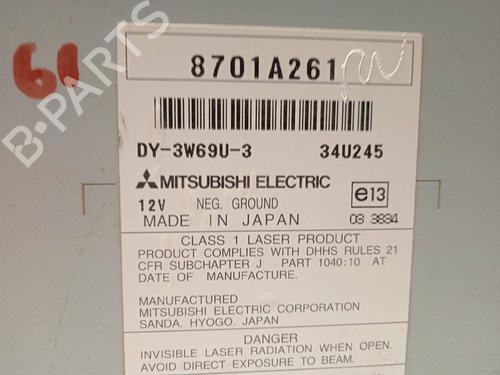 61
8701A261
DY-3W69U-3 34U245
MITSUBISHI ELECTRIC
12V NEG. GROUND e13
MADE IN JAPAN 03 3834
CLASS 1 LASER PRODUCT
PRODUCT COMPLIES WITH DHHS RULES 21
CFR SUBCHAPTER J PART 1040:10 AT
DATE OF MANUFACTURE.
MANUFACTURED
MITSUBISHI ELECTRIC CORPORATION
SANDA, HYOGO, JAPAN
DANGER
INVISIBLE LASER RADIATION WHEN OPEN.
AVOID DIRECT EXPOSURE TO BEAM.
B-PARTS